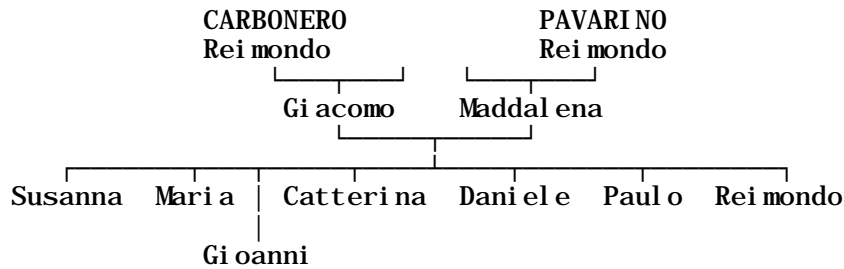 CARBONERO PAVARINO
Reimondo Reimondo
Giacomo Maddalena
Susanna Maria Catterina Daniele Paulo Reimondo
Gioanni